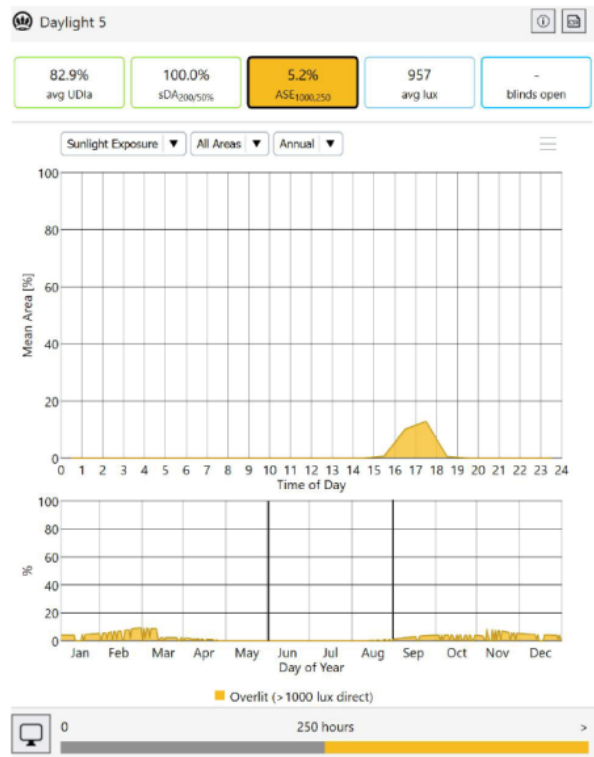 Daylight 5
CSV
82.9%
avg UDIa
100.0%
sDA200/50%
5.2%
ASE1000,250
957
avg lux
-
blinds open
Sunlight Exposure ▼
All Areas ▼
Annual ▼
100
80
60
40
20
0
Mean Area [%]
0 1 2 3 4 5 6 7 8 9 10 11 12 13 14 15 16 17 18 19 20 21 22 23 24
Time of Day
100
80
60
40
20
0
%
Jan Feb Mar Apr May Jun Jul Aug Sep Oct Nov Dec
Day of Year
Overlit (>1000 lux direct)
0 250 hours >